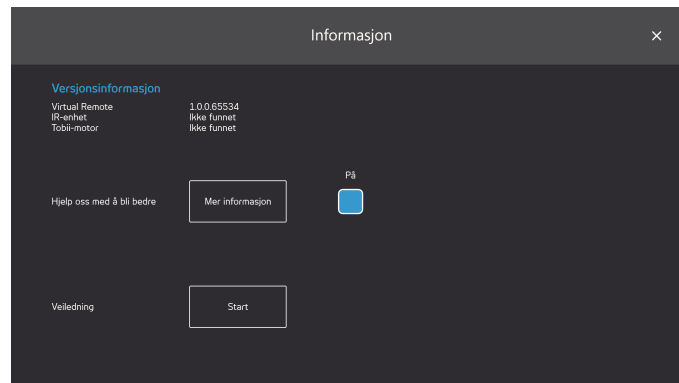 Informasjon
Versjonsinformasjon
Virtual Remote 1.0.0.65534
IR-enhet Ikke funnet
Tobii-motor Ikke funnet
På
Hjelp oss med å bli bedre Mer informasjon
Veiledning Start